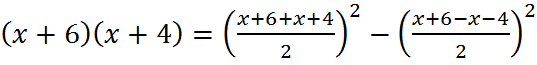 (x + 6)(x + 4) = ((x+6+x+4)/2)² − ((x+6−x−4)/2)²